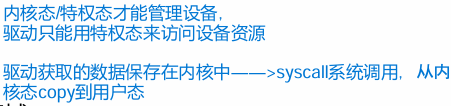 内核态/特权态才能管理设备，
驱动只能用特权态来访问设备资源
驱动获取的数据保存在内核中——>syscall系统调用，从内
核态copy到用户态